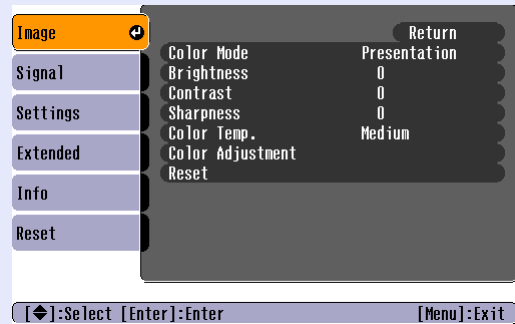 Image
Signal
Settings
Extended
Info
Reset
Return
Color Mode Presentation
Brightness 0
Contrast 0
Sharpness 0
Color Temp. Medium
Color Adjustment
Reset
[◆]:Select [Enter]:Enter [Menu]:Exit